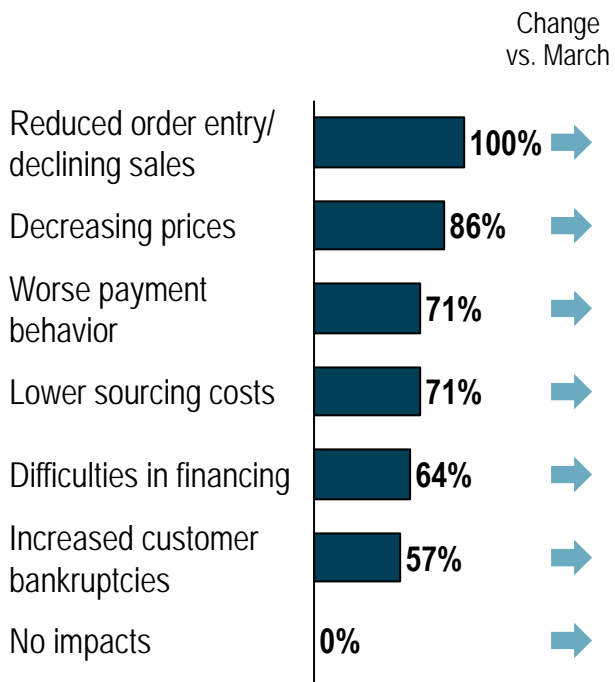 Change
vs. March
Reduced order entry/
declining sales
100%
Decreasing prices
86%
Worse payment
behavior
71%
Lower sourcing costs
71%
Difficulties in financing
64%
Increased customer
bankruptcies
57%
No impacts
0%